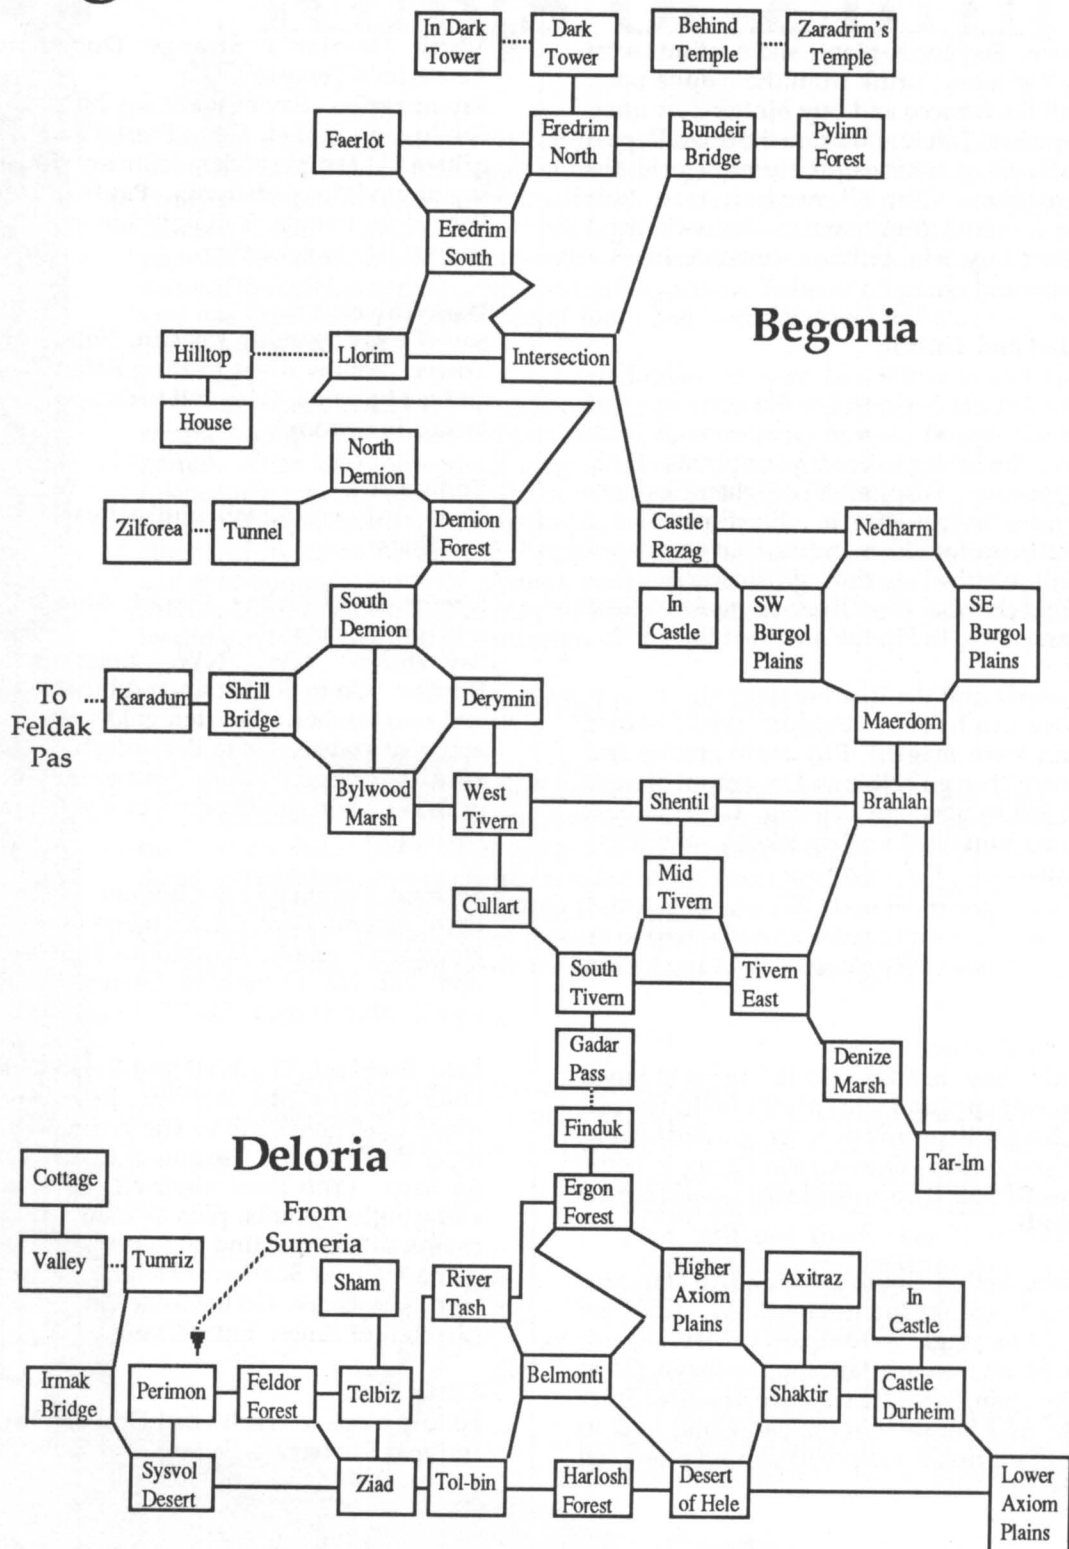 In Dark
Tower
Dark
Tower
Behind
Temple
Zaradrim's
Temple
Faerlot
Eredrim
North
Bundeir
Bridge
Pylinn
Forest
Eredrim
South
Begonia
Hilltop
Llorim
Intersection
House
North
Demion
Zilforea
Tunnel
Demion
Forest
Castle
Razag
Nedharm
In
Castle
SW
Burgol
Plains
SE
Burgol
Plains
South
Demion
To
Feldak
Pas
Karadum
Shrill
Bridge
Derymin
Maerdom
Bylwood
Marsh
West
Tivern
Shentil
Brahlah
Mid
Tivern
Cullart
South
Tivern
Tivern
East
Gadar
Pass
Denize
Marsh
Finduk
Tar-Im
Deloria
Cottage
From
Sumeria
Ergon
Forest
Valley
Tumriz
Sham
River
Tash
Higher
Axiom
Plains
Axitraz
In
Castle
Irmak
Bridge
Perimon
Feldor
Forest
Telbiz
Belmonti
Shaktir
Castle
Durheim
Sysvol
Desert
Ziad
Tol-bin
Harlosh
Forest
Desert
of Hele
Lower
Axiom
Plains